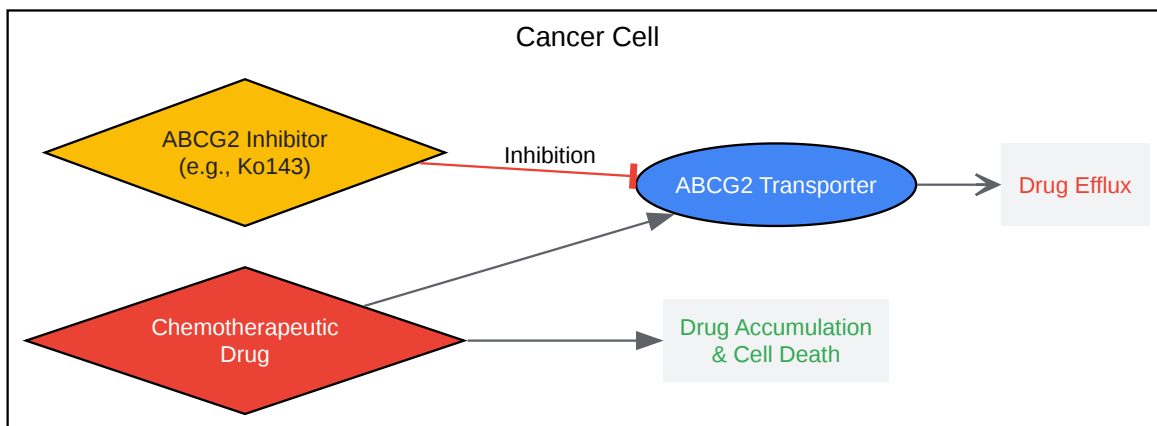 Cancer Cell
ABCG2 Inhibitor
(e.g., Ko143)
Inhibition
ABCG2 Transporter
Drug Efflux
Chemotherapeutic
Drug
Drug Accumulation
& Cell Death